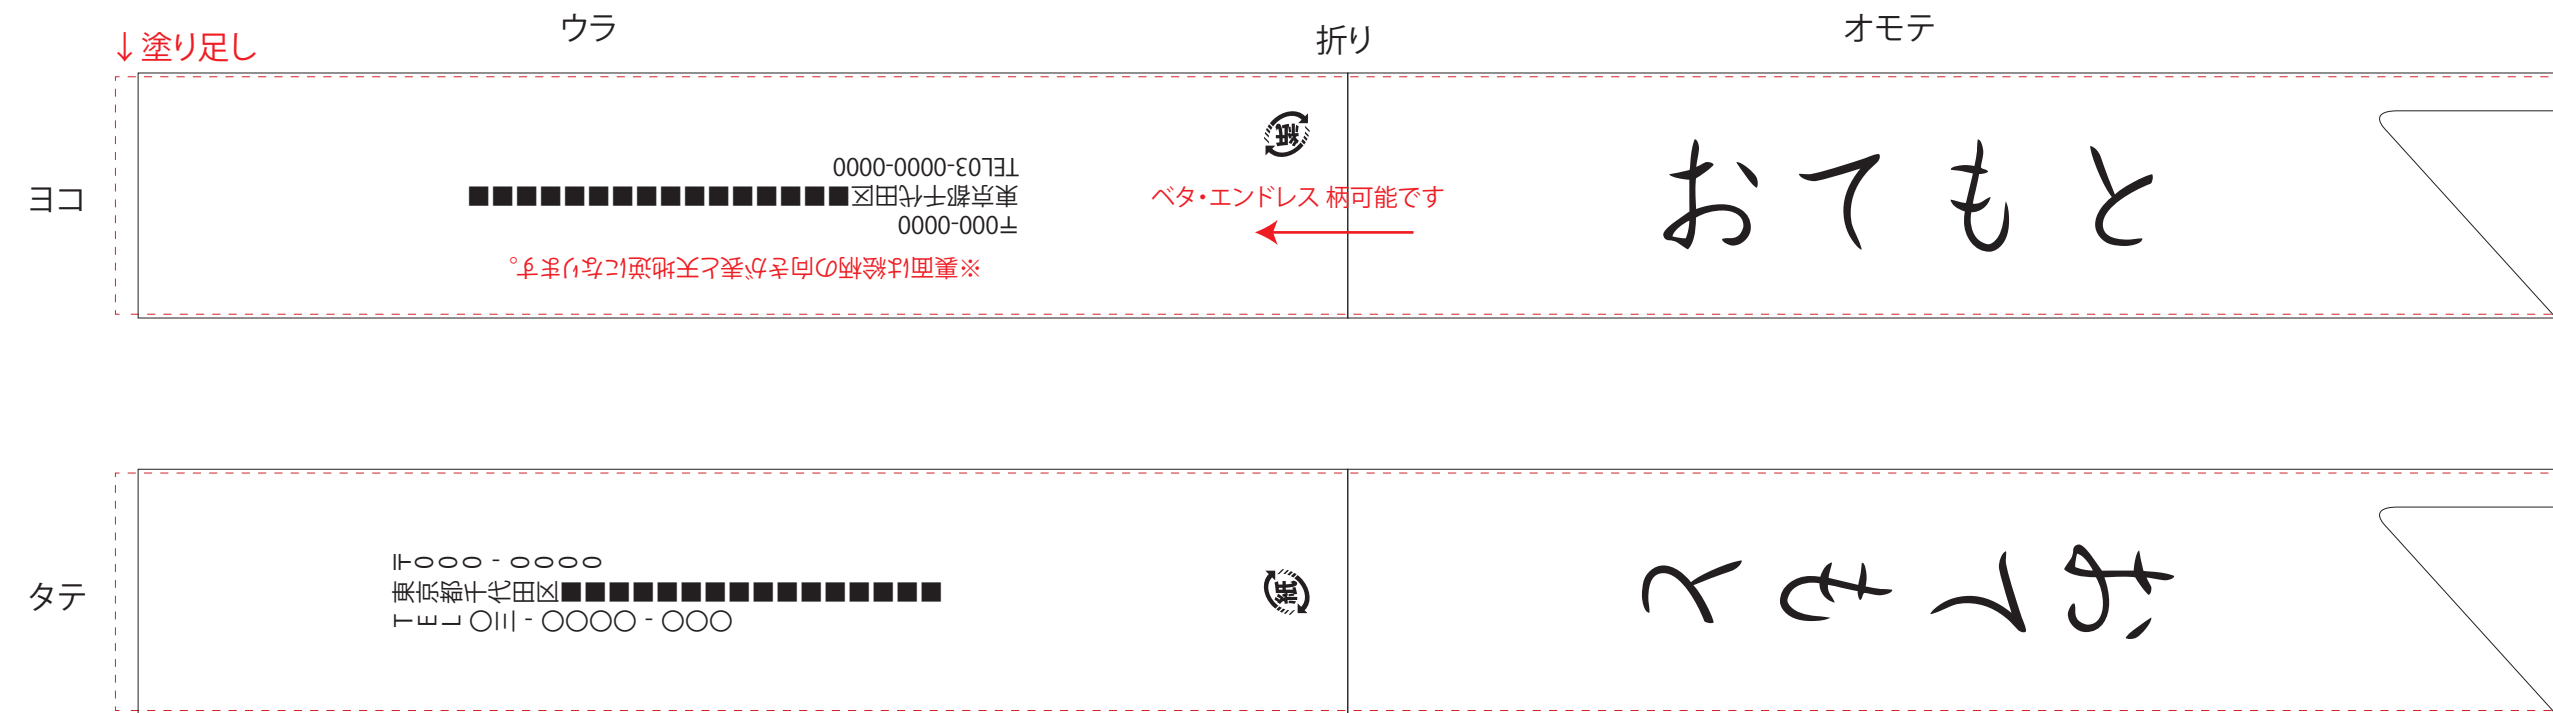 ウラ
オモテ
↓塗り足し
折り
ヨコ
〒000-0000
東京都千代田区■■■■■■■■■■■■■■■■
TEL03-0000-0000
※裏面は絵柄の向きが表と天地逆になります。
紙
ベタ・エンドレス 柄可能です
おてもと
タテ
〒000-0000
東京都千代田区■■■■■■■■■■■■■■■■
TEL〇三-〇〇〇〇-〇〇〇
紙
おてもと